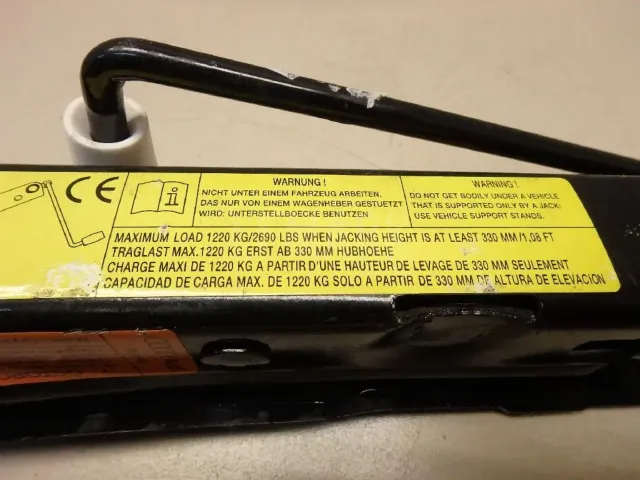 CE
i
WARNUNG!
NICHT UNTER EINEM FAHRZEUG ARBEITEN,
DAS NUR VON EINEM WAGENHEBER GESTUETZT
WIRD: UNTERSTELLBOECKE BENUTZEN
WARNING!
DO NOT GET BODILY UNDER A VEHICLE
THAT IS SUPPORTED ONLY BY A JACK:
USE VEHICLE SUPPORT STANDS.
MAXIMUM LOAD 1220 KG/2690 LBS WHEN JACKING HEIGHT IS AT LEAST 330 MM/1,08 FT
TRAGLAST MAX.1220 KG ERST AB 330 MM HUBHOEHE
CHARGE MAXI DE 1220 KG A PARTIR D'UNE HAUTEUR DE LEVAGE DE 330 MM SEULEMENT
CAPACIDAD DE CARGA MAX. DE 1220 KG SOLO A PARTIR DE 330 MM DE ALTURA DE ELEVACION